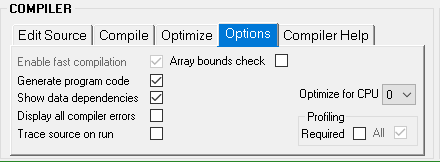 COMPILER
Edit Source Compile Optimize Options Compiler Help
Enable fast compilation Array bounds check
Generate program code
Show data dependencies Optimize for CPU 0
Display all compiler errors Profiling
Trace source on run Required All